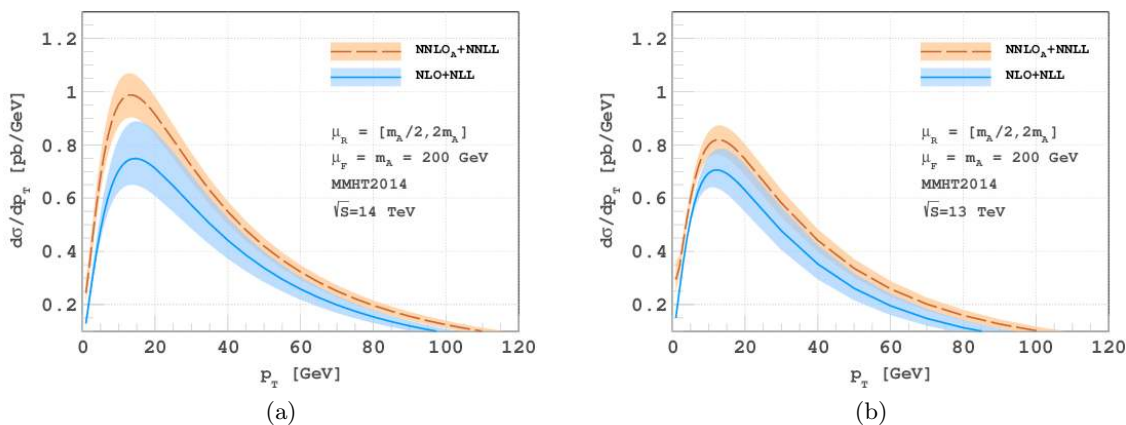 1.2
1
0.8
0.6
0.4
0.2
dσ/dp_T [pb/GeV]
NNLO_A+NNLL
NLO+NLL
μ_R = [m_A/2,2m_A]
μ_F = m_A = 200 GeV
MMHT2014
√S=14 TeV
0 20 40 60 80 100 120
p_T [GeV]
(a)
1.2
1
0.8
0.6
0.4
0.2
dσ/dp_T [pb/GeV]
NNLO_A+NNLL
NLO+NLL
μ_R = [m_A/2,2m_A]
μ_F = m_A = 200 GeV
MMHT2014
√S=13 TeV
0 20 40 60 80 100 120
p_T [GeV]
(b)